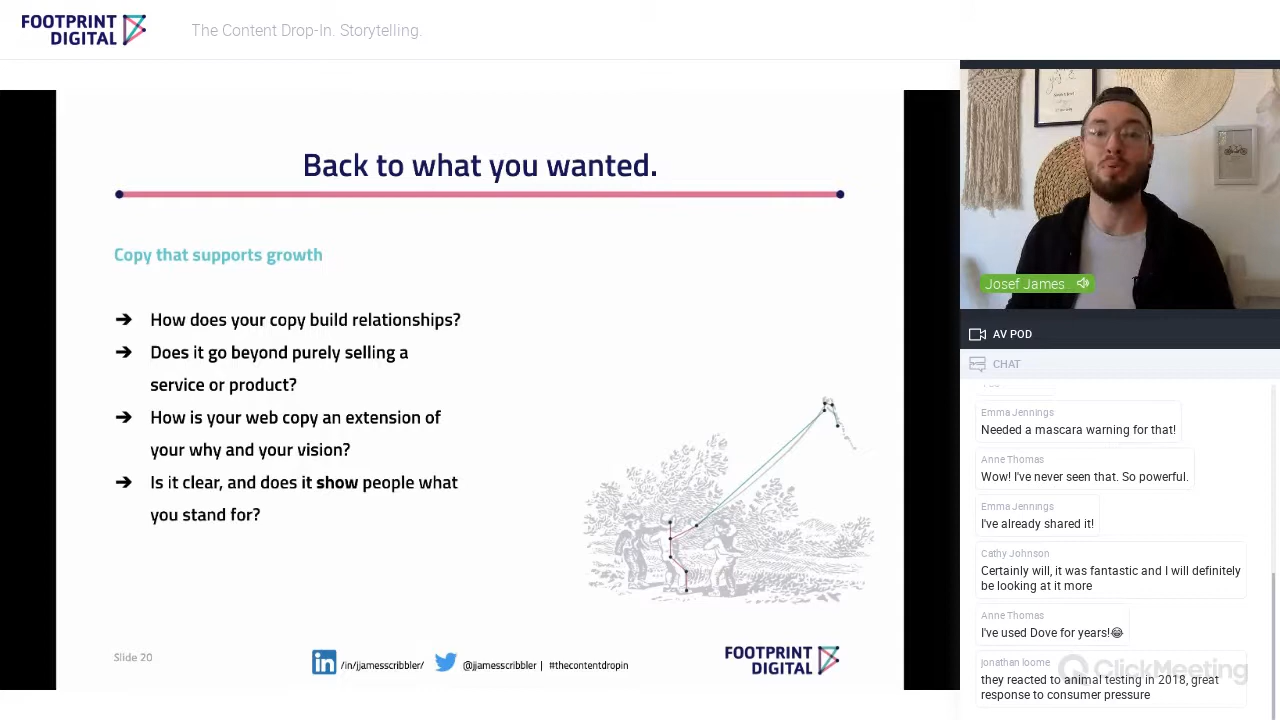 FOOTPRINT
DIGITAL
The Content Drop-In. Storytelling.
Back to what you wanted.
Copy that supports growth
➔ How does your copy build relationships?
➔ Does it go beyond purely selling a
service or product?
➔ How is your web copy an extension of
your why and your vision?
➔ Is it clear, and does it show people what
you stand for?
Slide 20
/in/jjamesscribbler/
@jjamesscribbler | #thecontentdropin
FOOTPRINT
DIGITAL
Josef James
AV POD
CHAT
Emma Jennings
Needed a mascara warning for that!
Anne Thomas
Wow! I've never seen that. So powerful.
Emma Jennings
I've already shared it!
Cathy Johnson
Certainly will, it was fantastic and I will definitely
be looking at it more
Anne Thomas
I've used Dove for years!😂
jonathan loome
they reacted to animal testing in 2018, great
response to consumer pressure
ClickMeeting